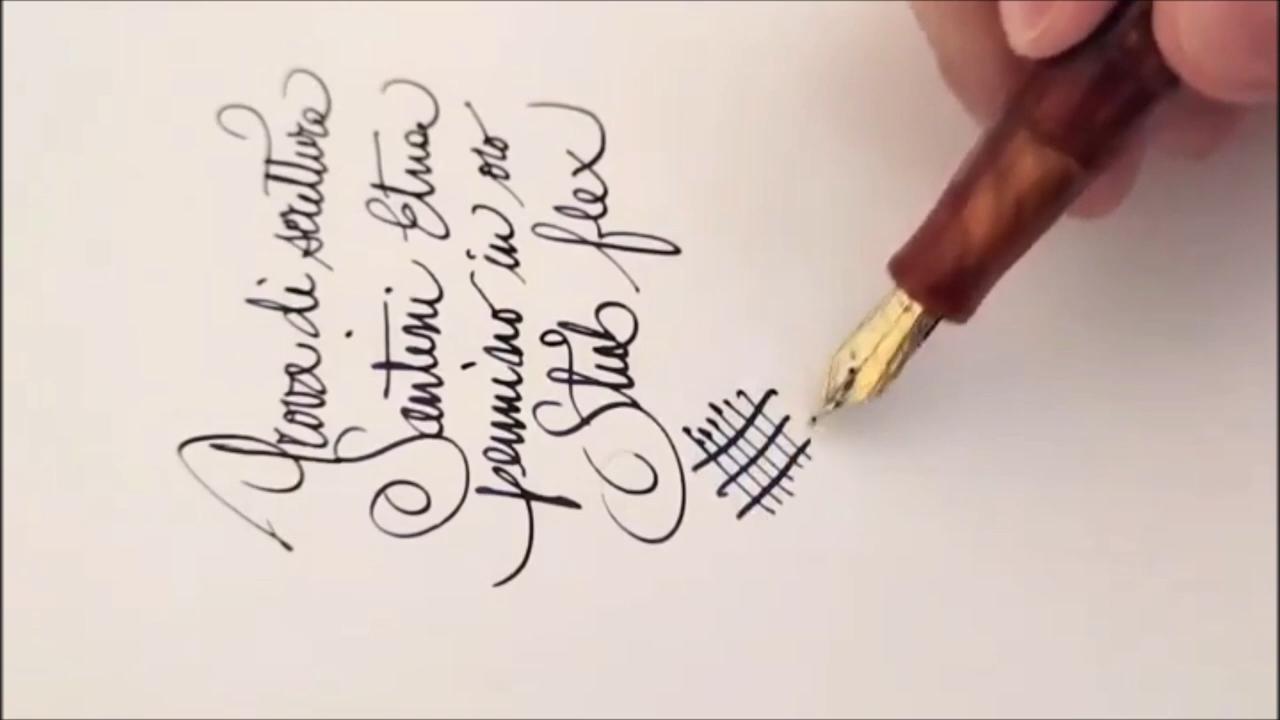 Prova di scrittura
Santini Etna
pennino in oro
Stub flex